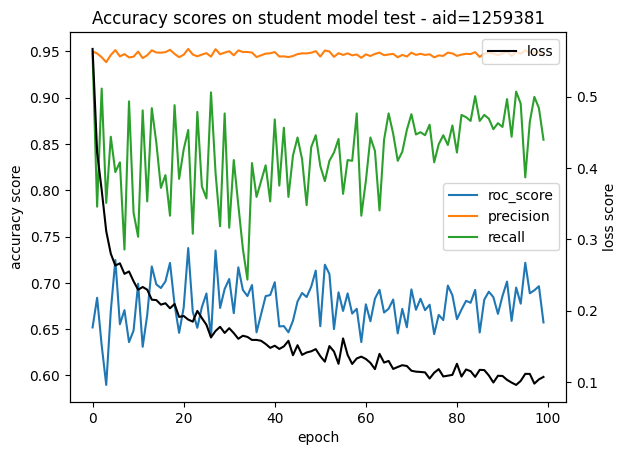 Accuracy scores on student model test - aid=1259381
accuracy score
0.95
0.90
0.85
0.80
0.75
0.70
0.65
0.60
loss
roc_score
precision
recall
0.5
0.4
0.3
0.2
0.1
loss score
0
20
40
60
80
100
epoch